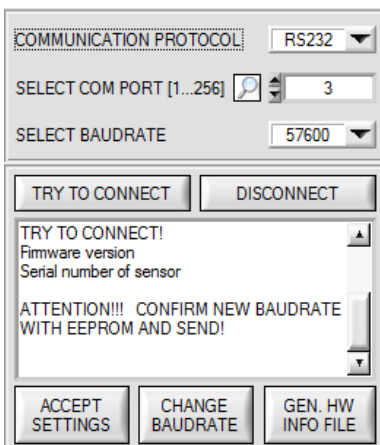 COMMUNICATION PROTOCOL RS232
SELECT COM PORT [1...256] 3
SELECT BAUDRATE 57600
TRY TO CONNECT DISCONNECT
TRY TO CONNECT!
Firmware version
Serial number of sensor
ATTENTION!!! CONFIRM NEW BAUDRATE
WITH EEPROM AND SEND!
ACCEPT SETTINGS CHANGE BAUDRATE GEN. HW INFO FILE